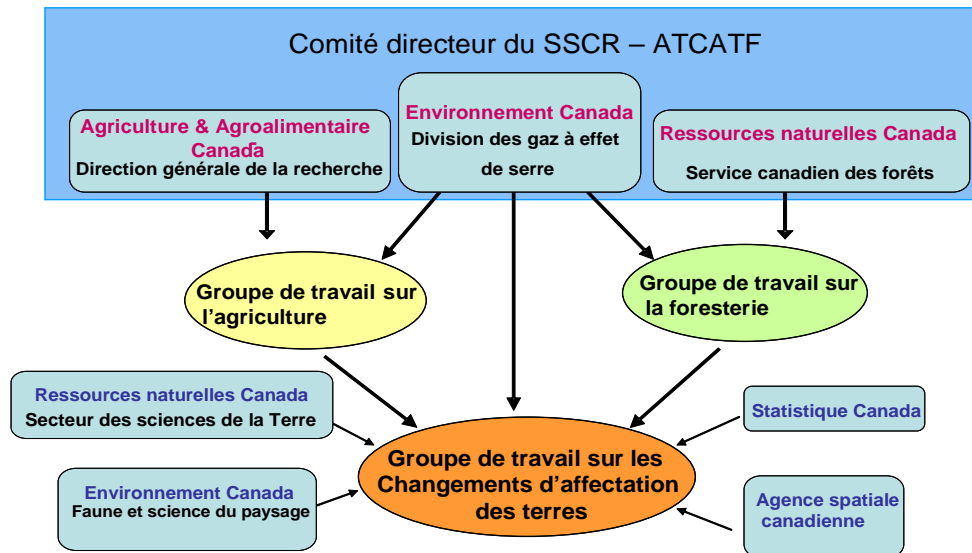 Comité directeur du SSCR – ATCATF
Agriculture & Agroalimentaire
Canada
Direction générale de la recherche
Environnement Canada
Division des gaz à effet
de serre
Ressources naturelles Canada
Service canadien des forêts
Groupe de travail sur
l'agriculture
Groupe de travail sur
la foresterie
Ressources naturelles Canada
Secteur des sciences de la Terre
Statistique Canada
Groupe de travail sur les
Changements d'affectation
des terres
Environnement Canada
Faune et science du paysage
Agence spatiale
canadienne